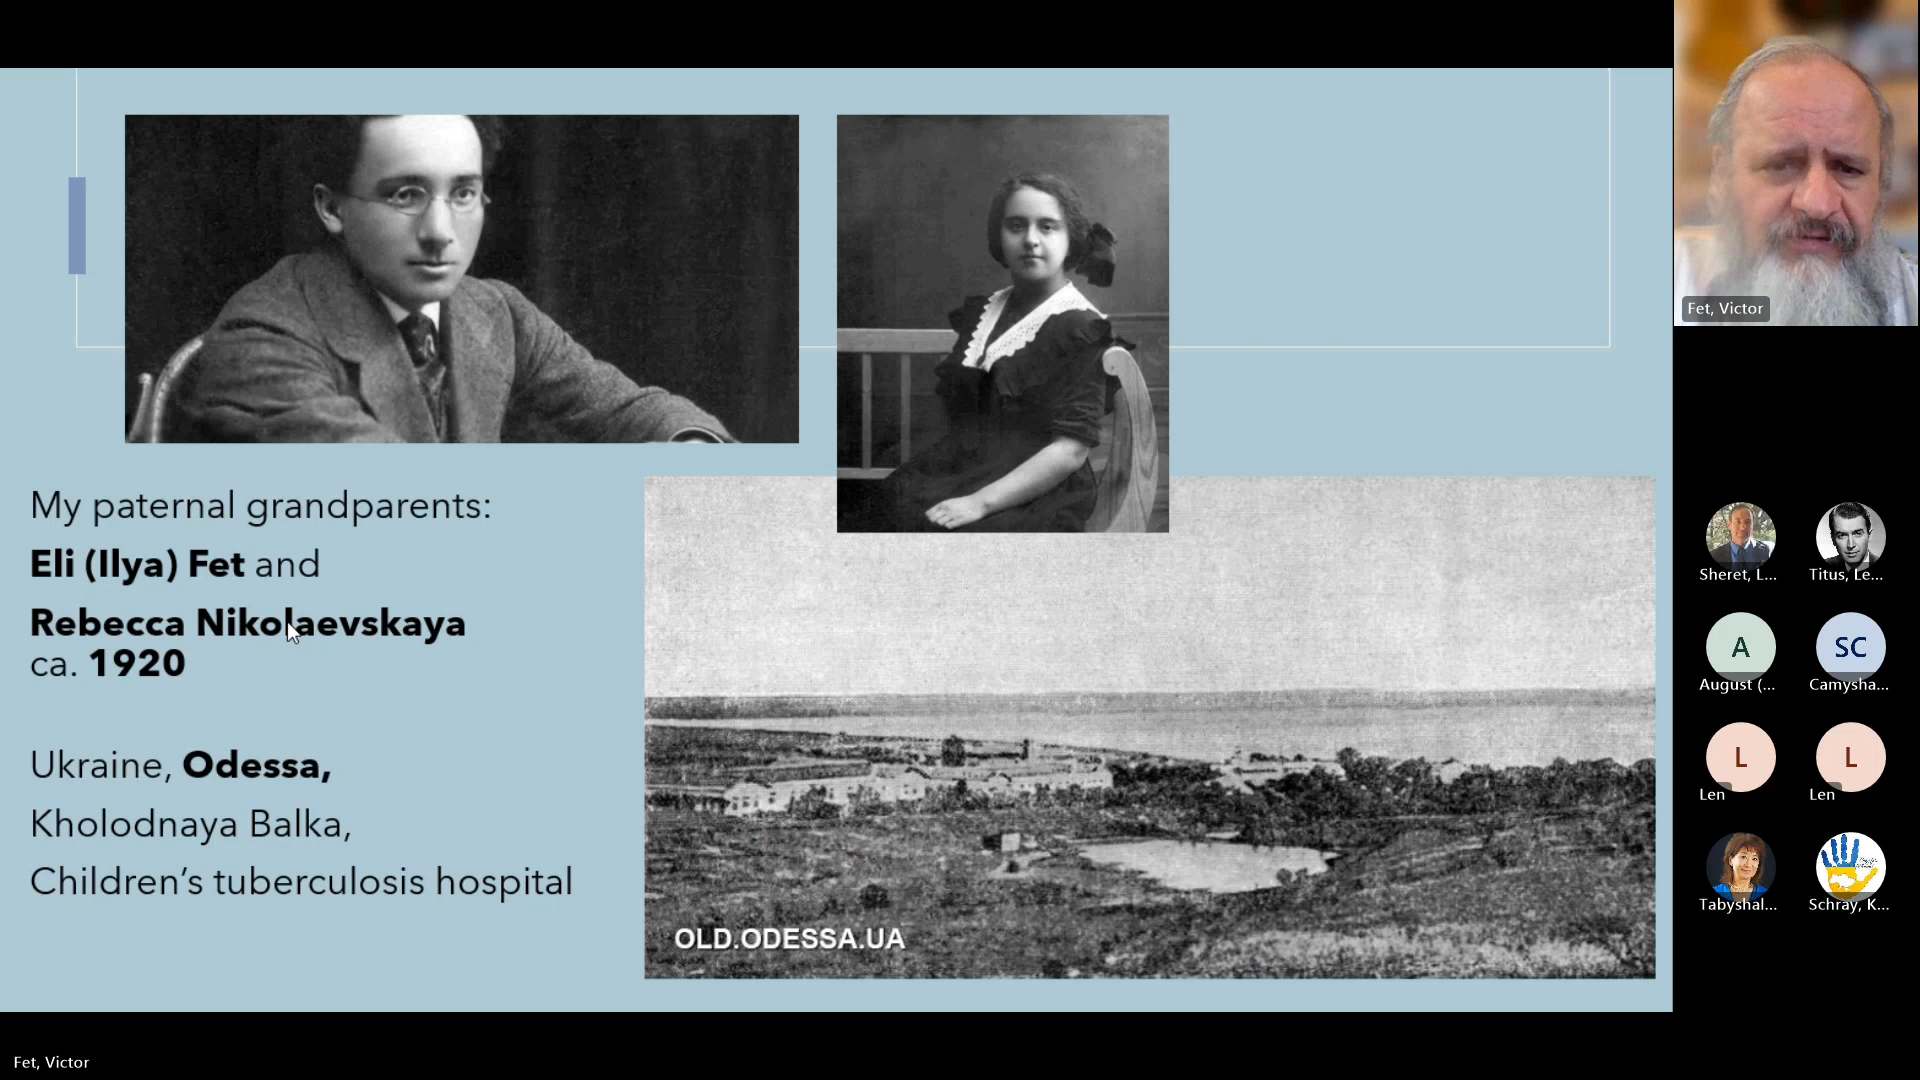 My paternal grandparents:
Eli (Ilya) Fet and
Rebecca Nikolaevskaya
ca. 1920
Ukraine, Odessa,
Kholodnaya Balka,
Children’s tuberculosis hospital
OLD.ODESSA.UA
Fet, Victor
Sheret, L...
Titus, Le...
A
August (...
SC
Camysha...
L
Len
L
Len
Tabyshal...
Schray, K...
Fet, Victor